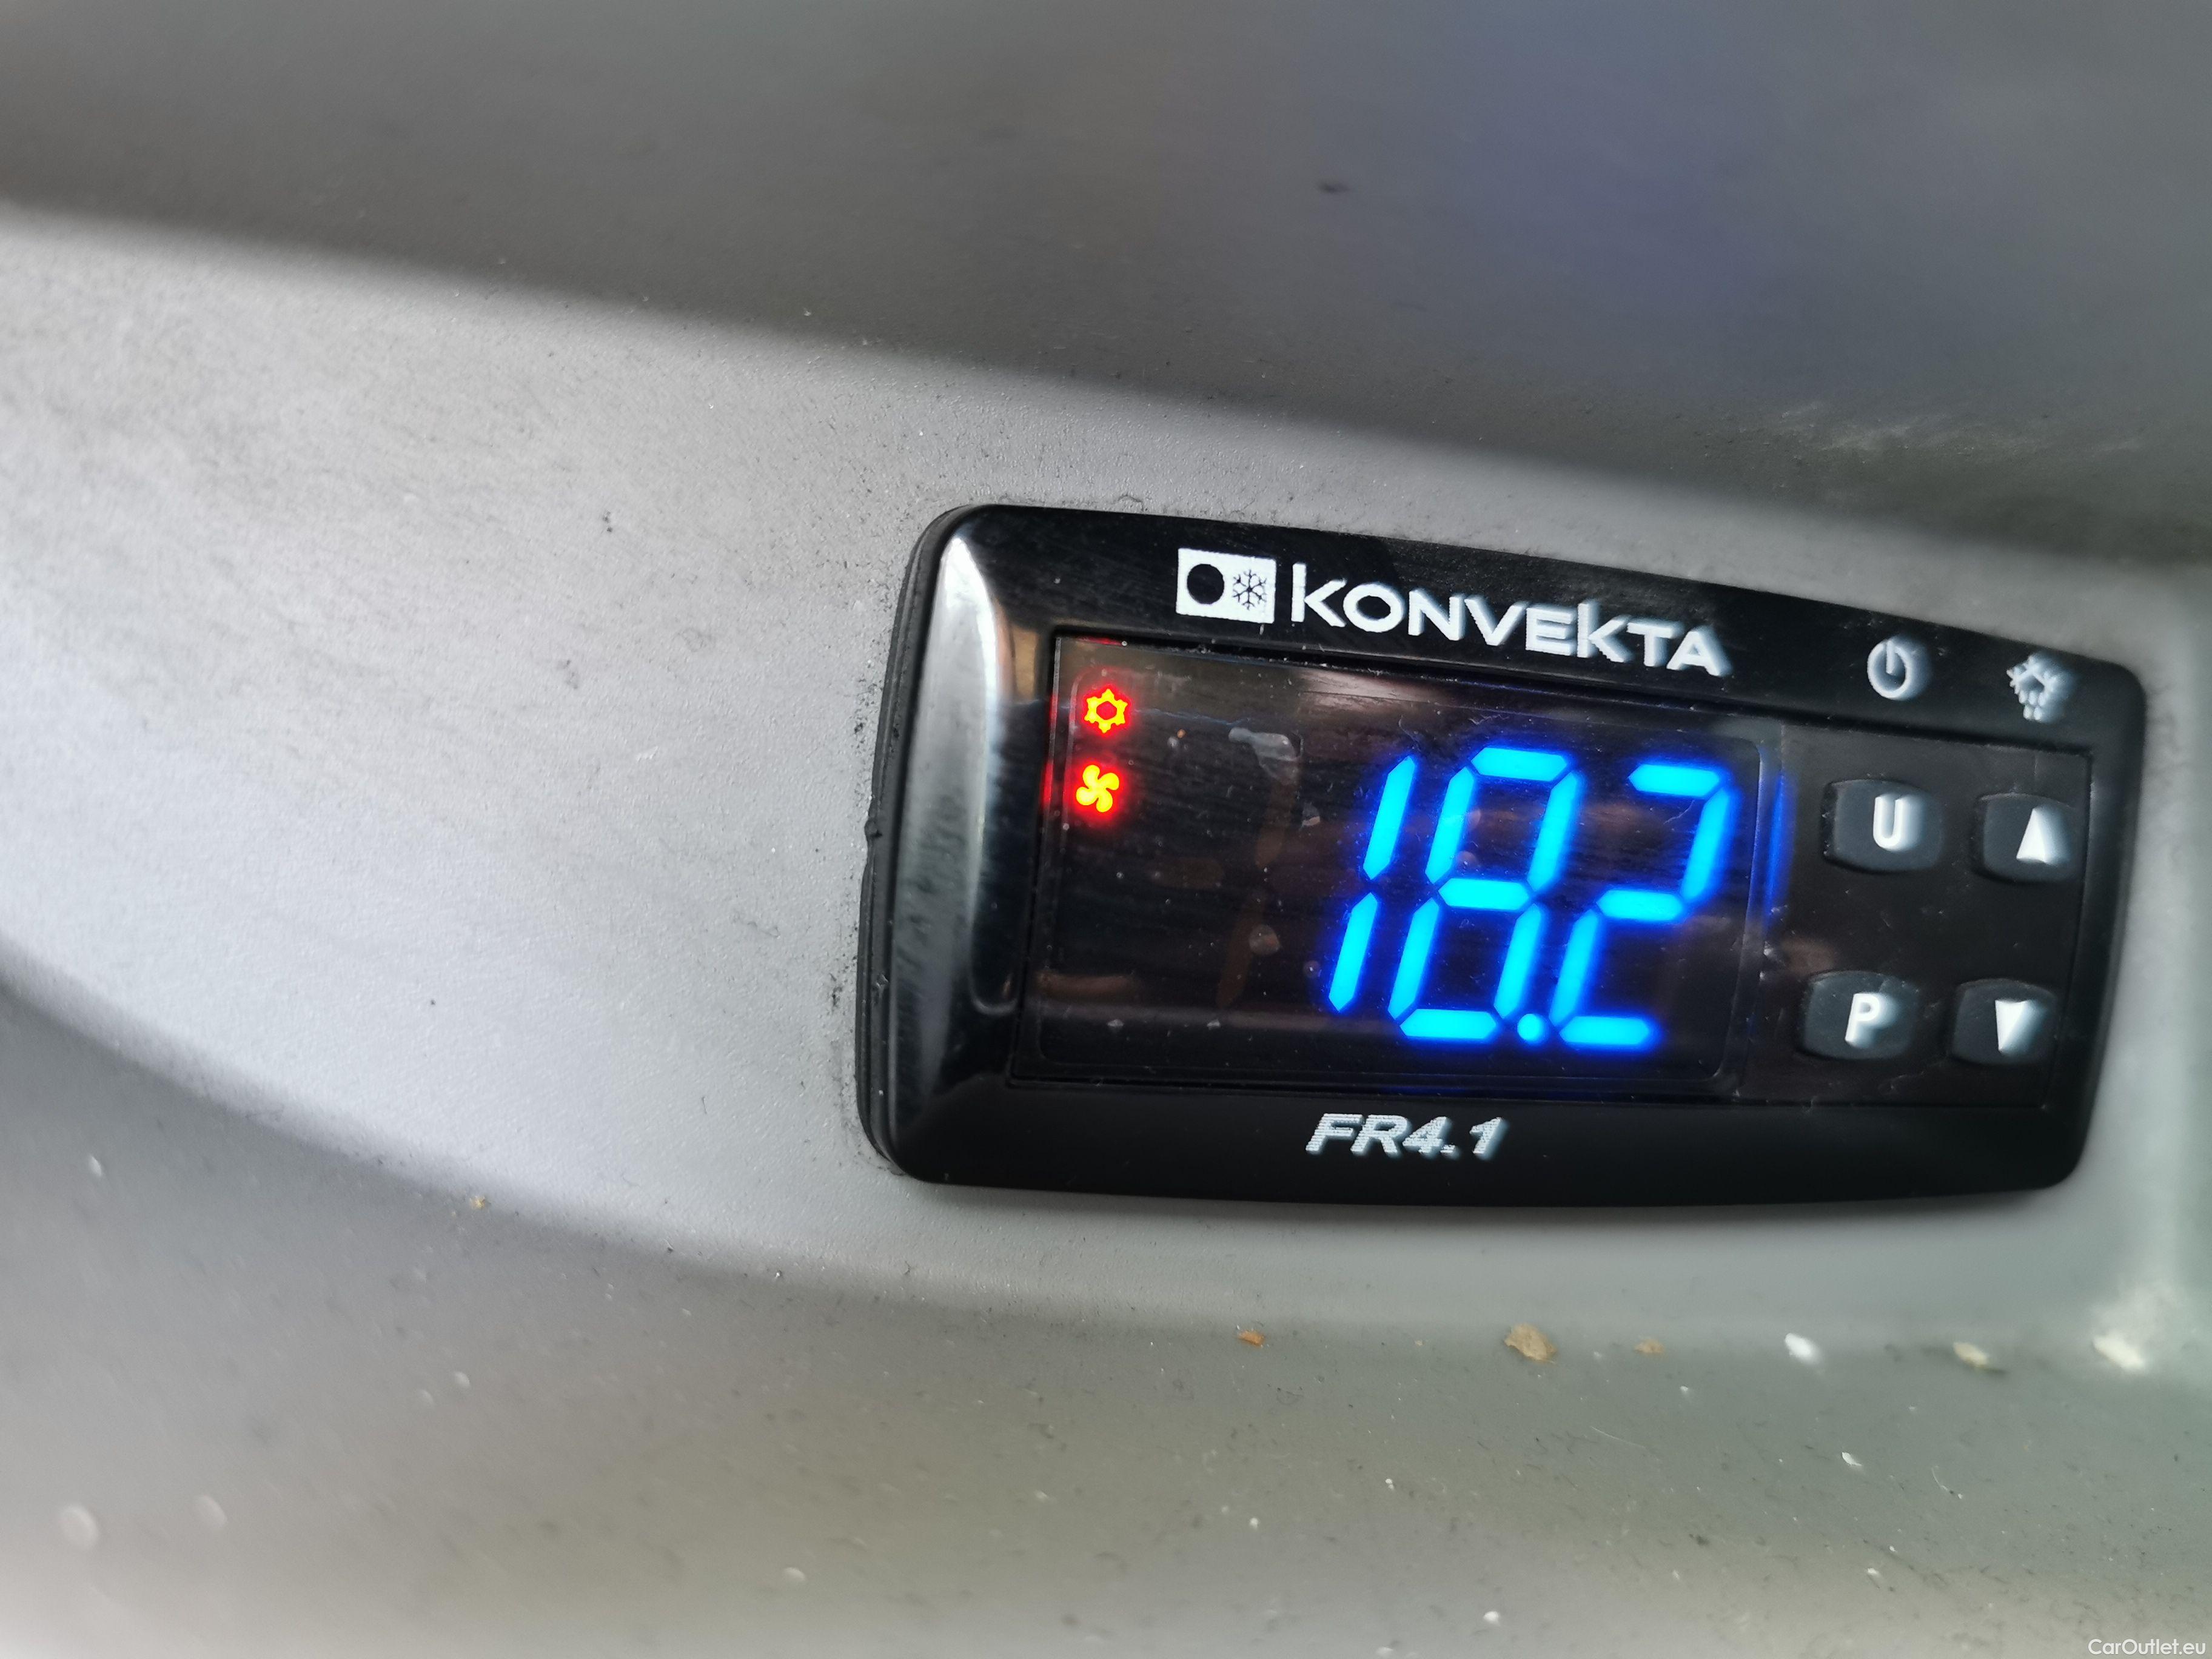 KONVEKTA
18.2
U
P
FR4.1
CarOutlet.eu